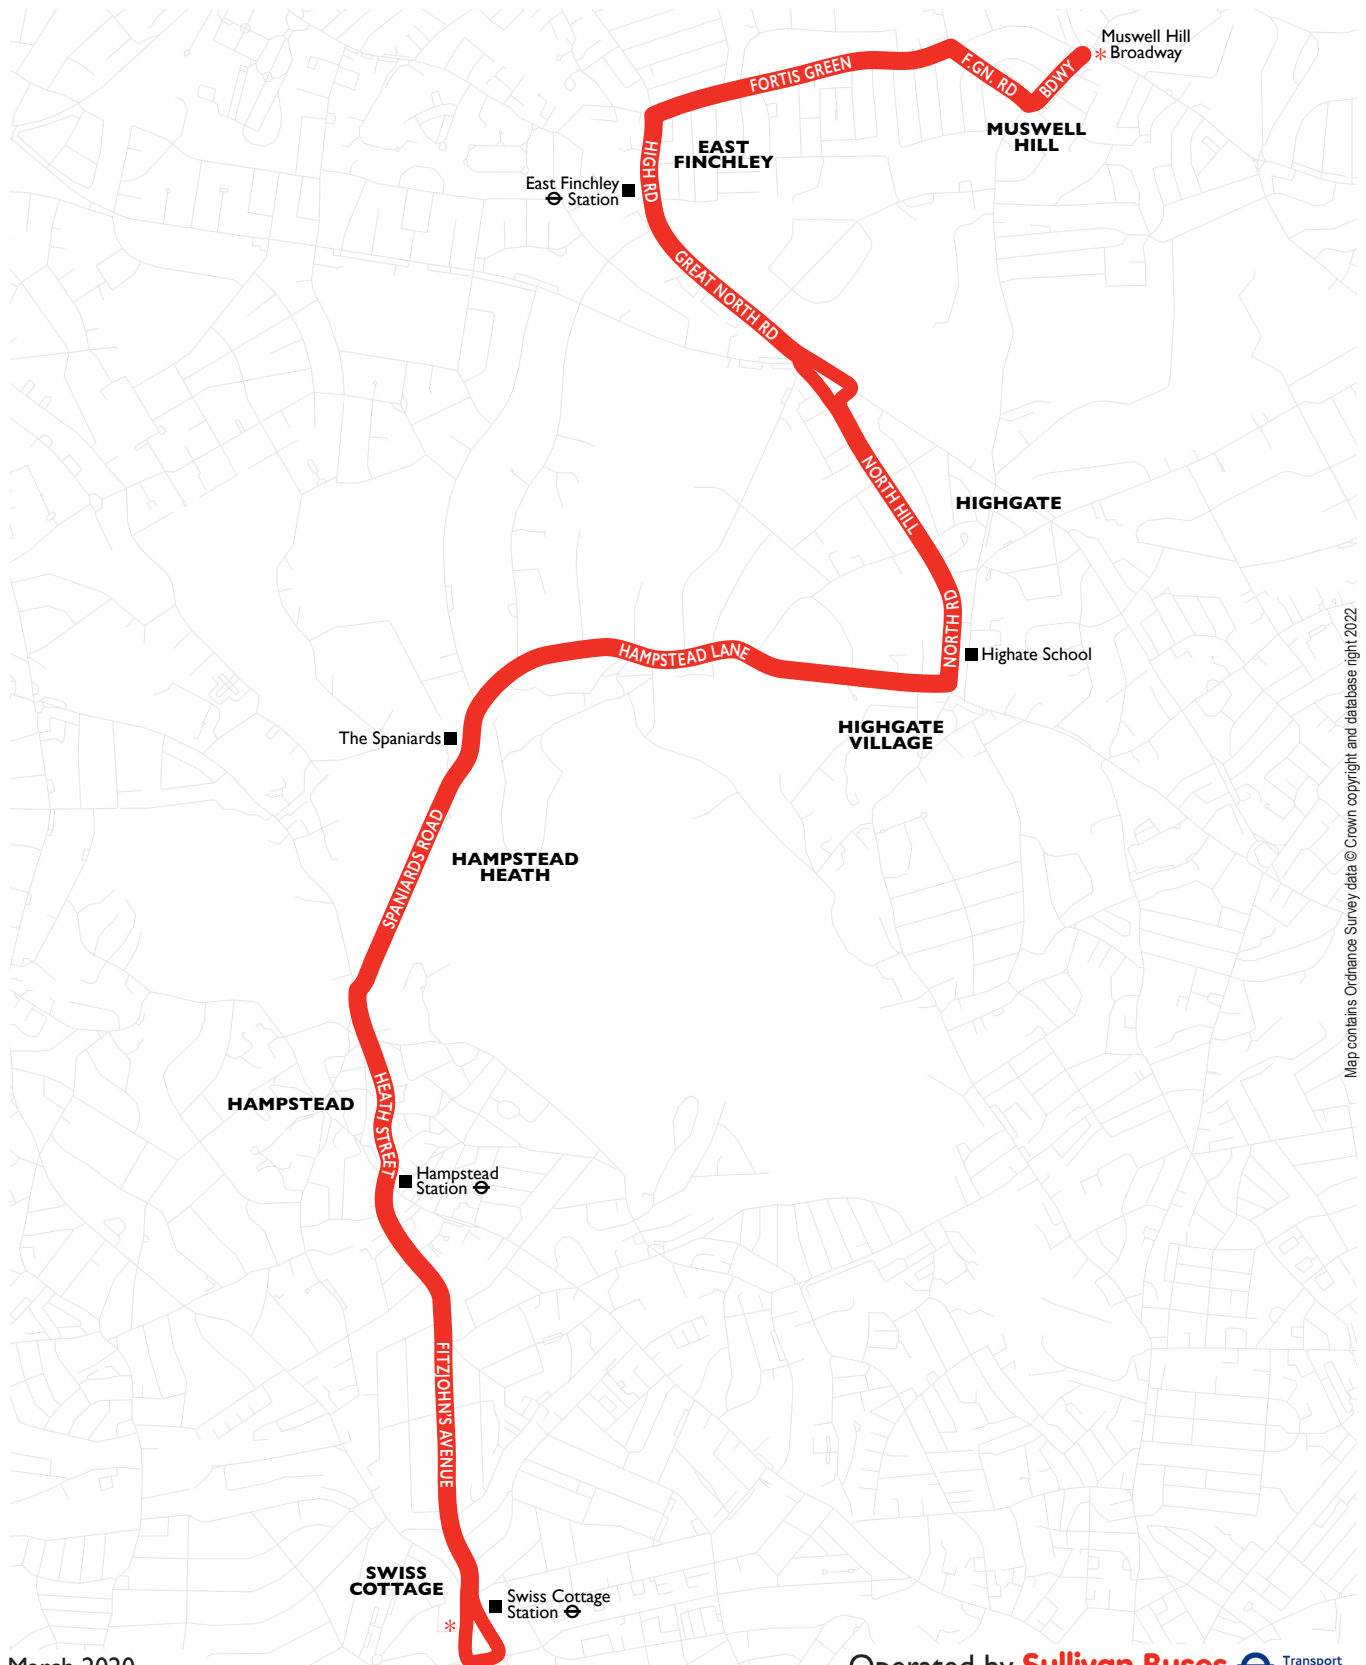 Muswell Hill
* Broadway
FORTIS GREEN
F.GN. RD
BDWY
MUSWELL
HILL
EAST
FINCHLEY
HIGH RD
East Finchley
Station
GREAT NORTH RD
NORTH HILL
HIGHGATE
NORTH RD
Highate School
HAMPSTEAD LANE
HIGHGATE
VILLAGE
The Spaniards
SPANIARDS ROAD
HAMPSTEAD
HEATH
HAMPSTEAD
HEATH STREET
Hampstead
Station
FITZJOHN'S AVENUE
SWISS
COTTAGE
Swiss Cottage
Station
*
Map contains Ordnance Survey data © Crown copyright and database right 2022
March 2020
Operated by Sullivan Buses
Transport